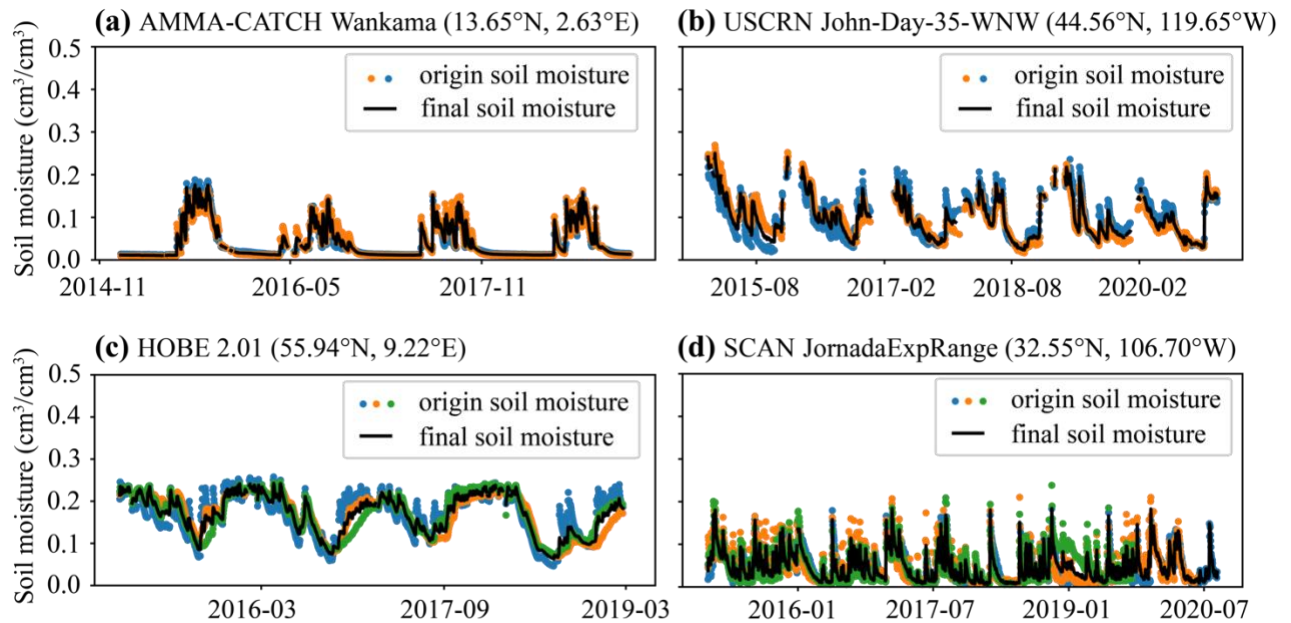 (a) AMMA-CATCH Wankama (13.65°N, 2.63°E)
Soil moisture (cm³/cm³)
0.5
0.4
0.3
0.2
0.1
0.0
origin soil moisture
final soil moisture
2014-11 2016-05 2017-11
(b) USCRN John-Day-35-WNW (44.56°N, 119.65°W)
origin soil moisture
final soil moisture
2015-08 2017-02 2018-08 2020-02
(c) HOBE 2.01 (55.94°N, 9.22°E)
Soil moisture (cm³/cm³)
0.5
0.4
0.3
0.2
0.1
0.0
origin soil moisture
final soil moisture
2016-03 2017-09 2019-03
(d) SCAN JornadaExpRange (32.55°N, 106.70°W)
origin soil moisture
final soil moisture
2016-01 2017-07 2019-01 2020-07